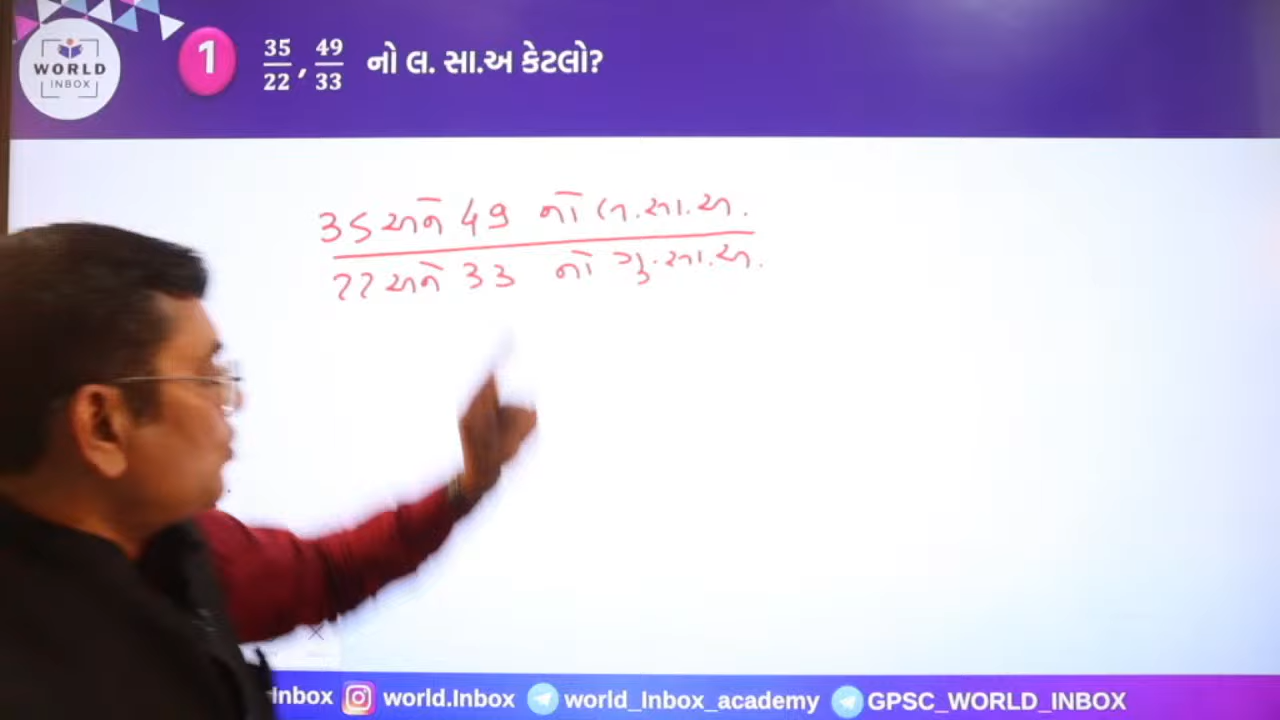 WORLD
INBOX
1
35/22, 49/33 નો લ. સા.અ કેટલો?
35 અને 49 નો લ.સા.અ.
22 અને 33 નો ગુ.સા.અ.
Inbox world.Inbox world_Inbox_academy GPSC_WORLD_INBOX